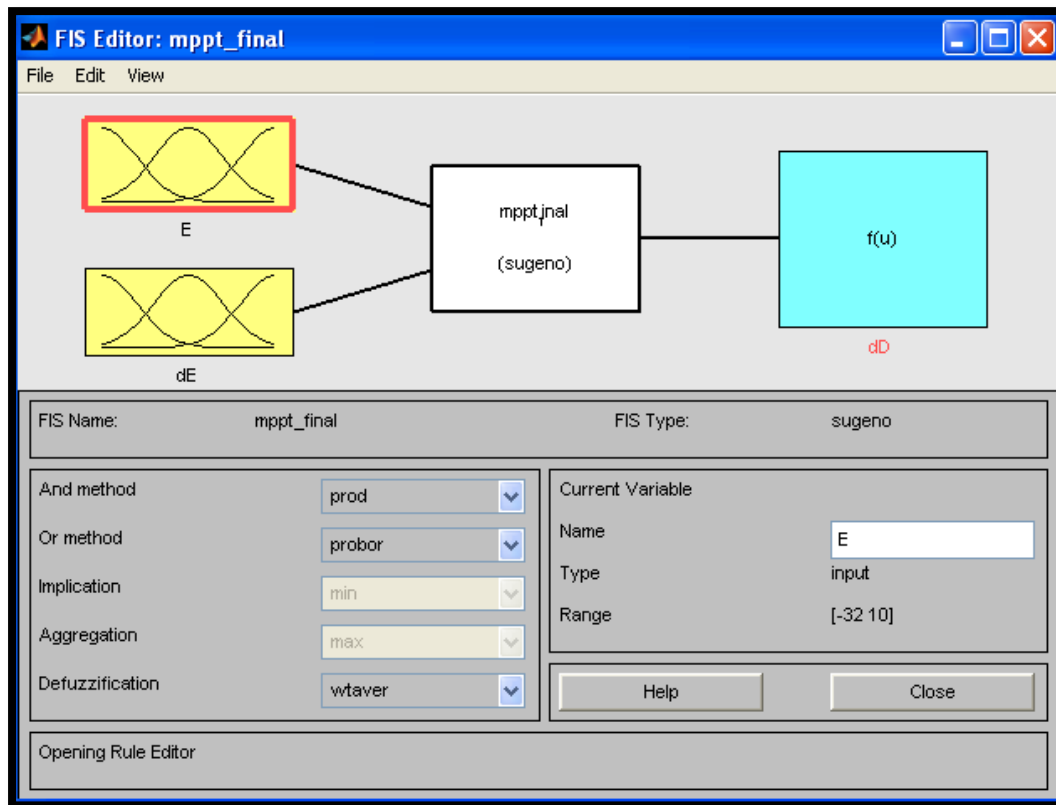 FIS Editor: mppt_final
File Edit View
E
dE
mpptfinal
(sugeno)
f(u)
dD
FIS Name: mppt_final FIS Type: sugeno
And method prod
Or method probor
Implication min
Aggregation max
Defuzzification wtaver
Current Variable
Name E
Type input
Range [-32 10]
Help Close
Opening Rule Editor